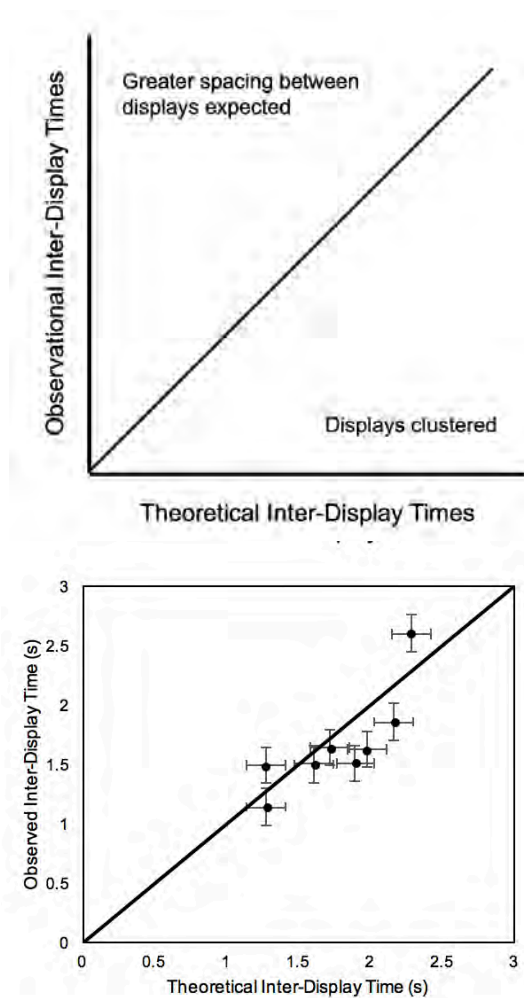 Greater spacing between
displays expected
Observational Inter-Display Times
Displays clustered
Theoretical Inter-Display Times
3
2.5
2
1.5
1
0.5
0
Observed Inter-Display Time (s)
0 0.5 1 1.5 2 2.5 3
Theoretical Inter-Display Time (s)